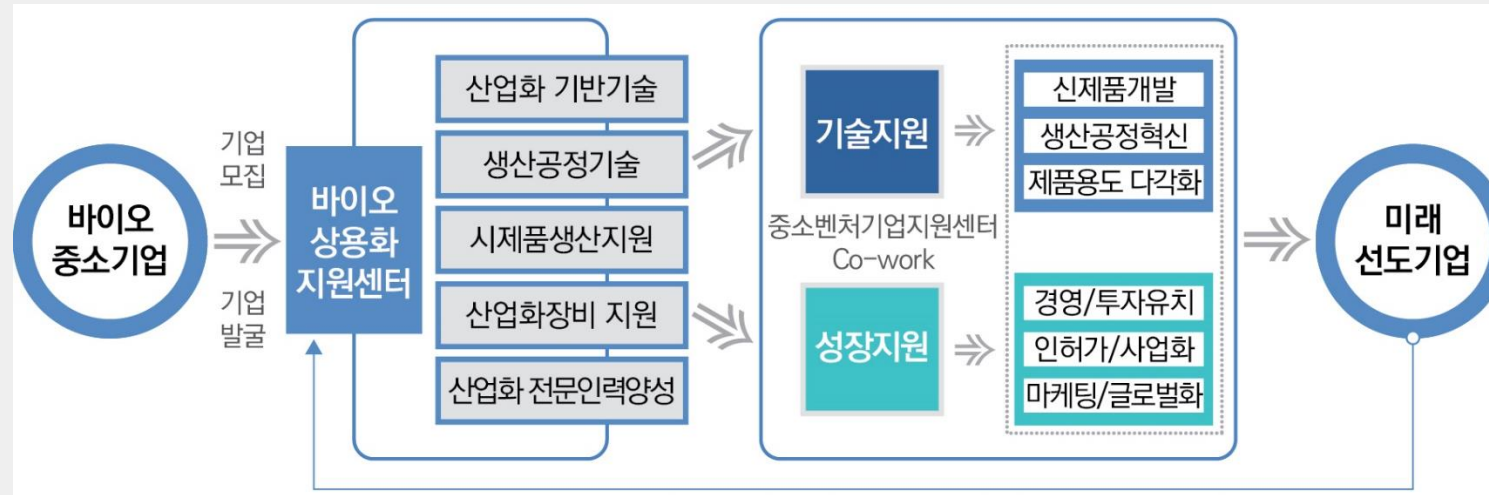 바이오
중소기업
기업
모집
기업
발굴
바이오
상용화
지원센터
산업화 기반기술
생산공정기술
시제품생산지원
산업화장비 지원
산업화 전문인력양성
기술지원
중소벤처기업지원센터
Co-work
성장지원
신제품개발
생산공정혁신
제품용도 다각화
경영/투자유치
인허가/사업화
마케팅/글로벌화
미래
선도기업